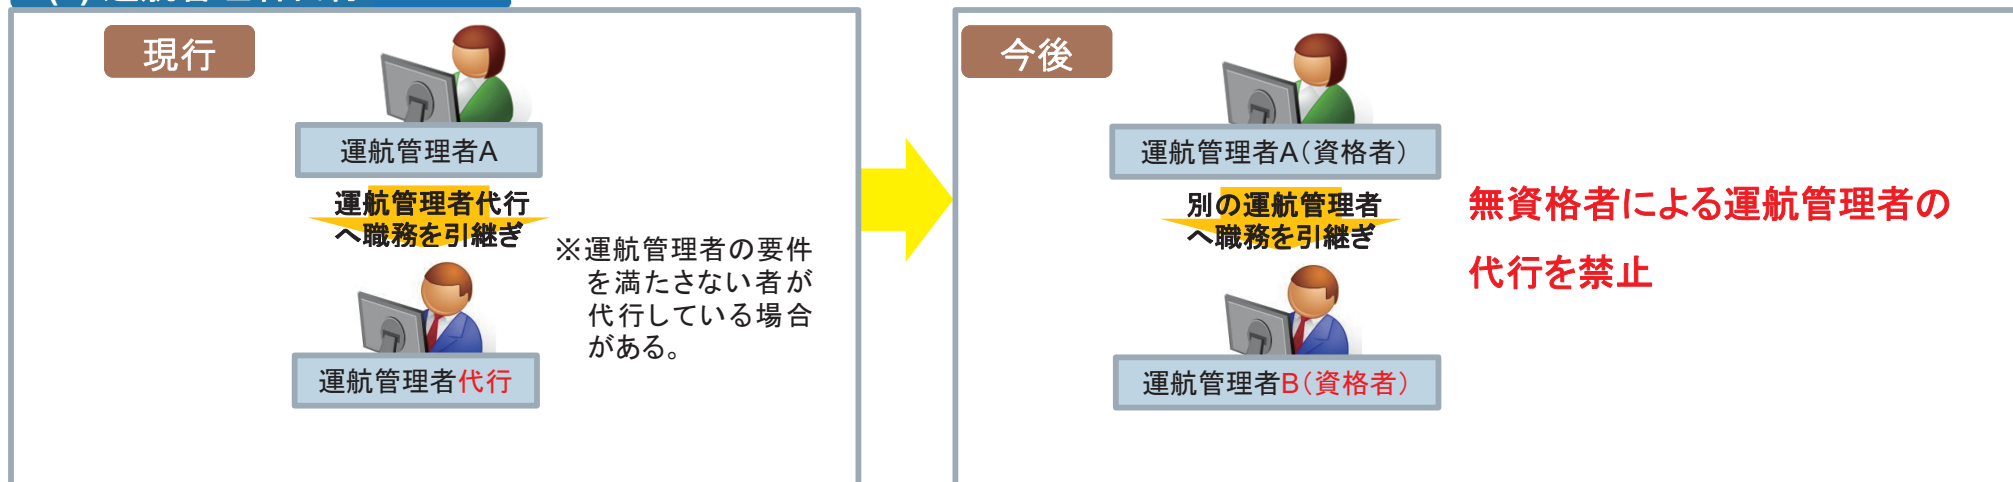 現行
運航管理者A
運航管理者代行
へ職務を引継ぎ
※運航管理者の要件
を満たさない者が
代行している場合
がある。
運航管理者代行
今後
運航管理者A（資格者）
別の運航管理者
へ職務を引継ぎ
運航管理者B（資格者）
無資格者による運航管理者の
代行を禁止